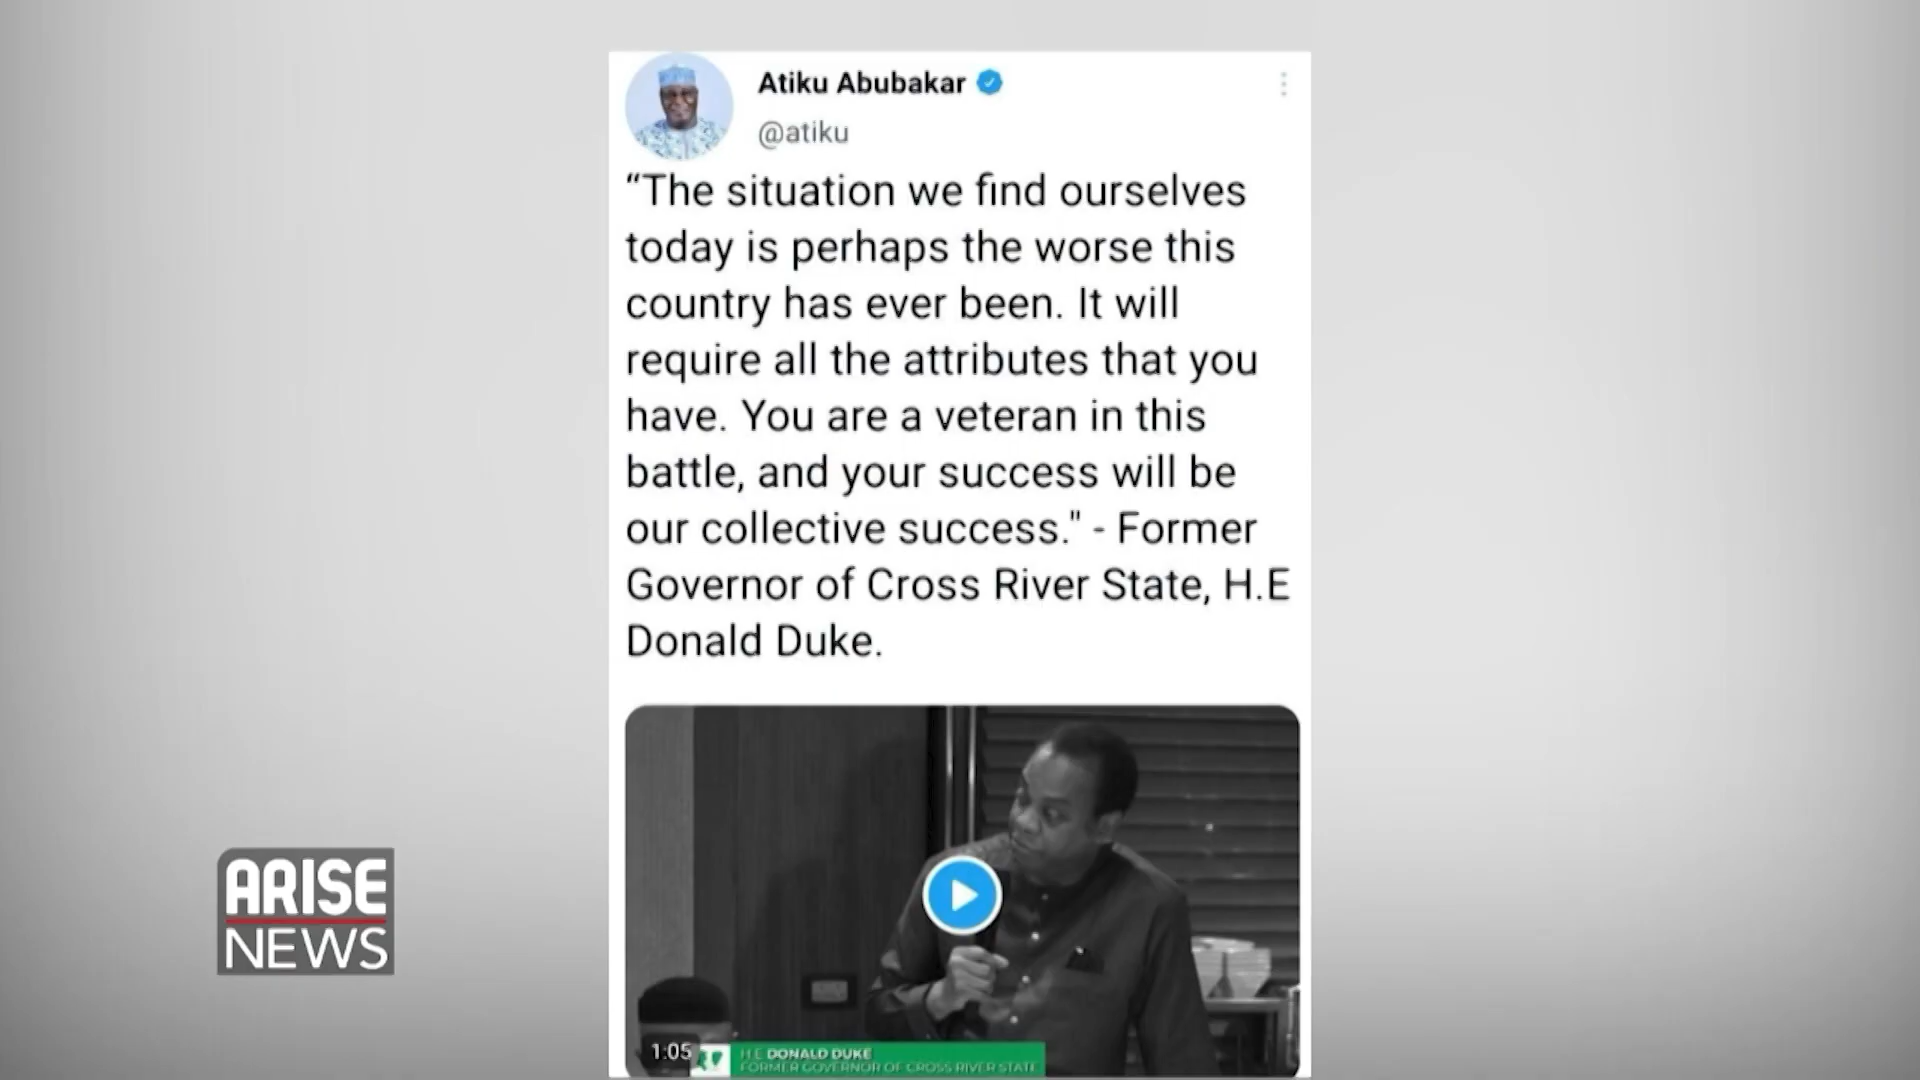 Atiku Abubakar
@atiku
“The situation we find ourselves
today is perhaps the worse this
country has ever been. It will
require all the attributes that you
have. You are a veteran in this
battle, and your success will be
our collective success." - Former
Governor of Cross River State, H.E
Donald Duke.
ARISE
NEWS
1:05
H.E DONALD DUKE
FORMER GOVERNOR OF CROSS RIVER STATE